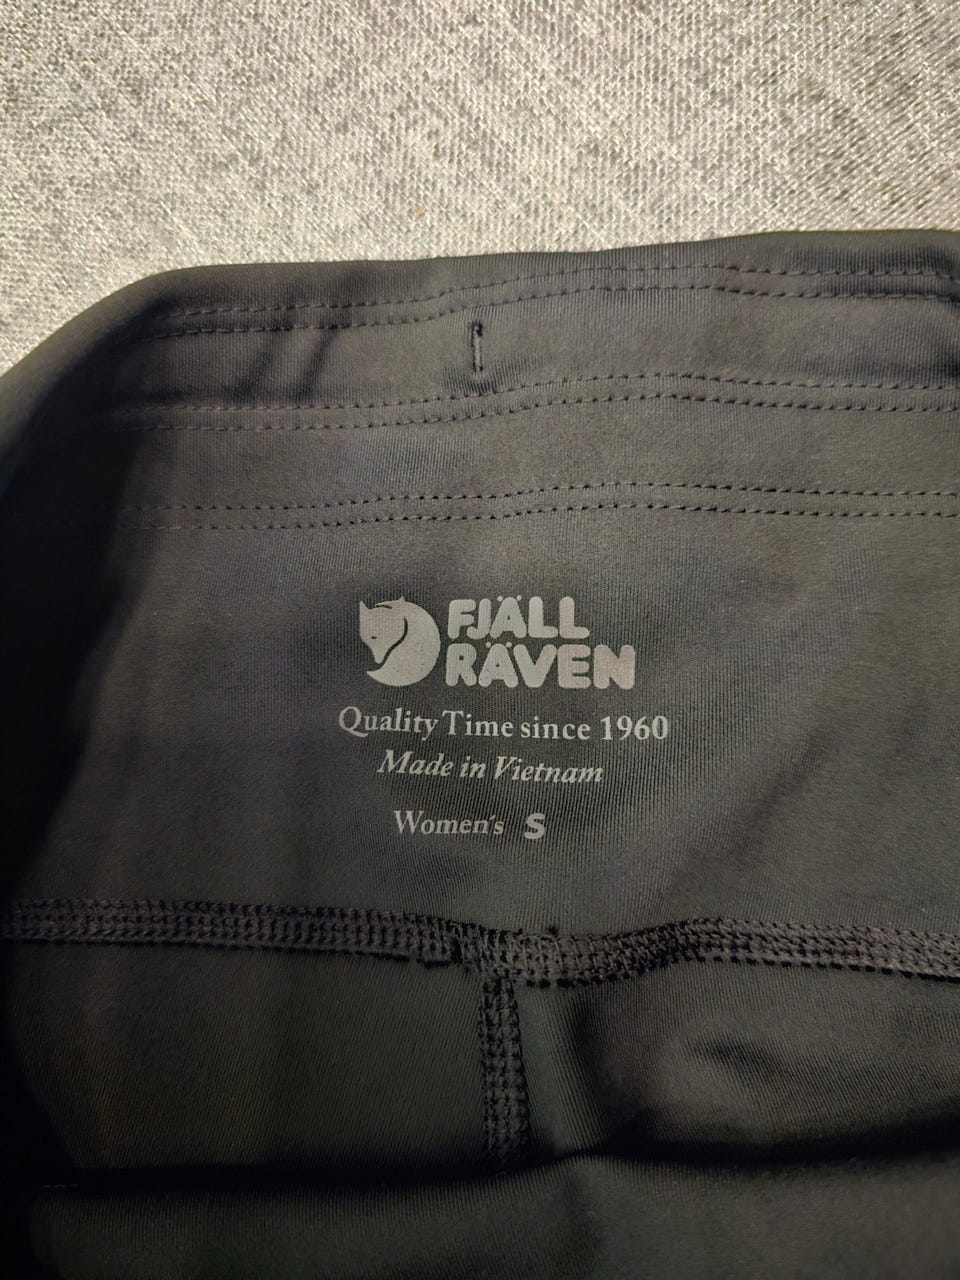 FJÄLL
RÄVEN
Quality Time since 1960
Made in Vietnam
Women's S